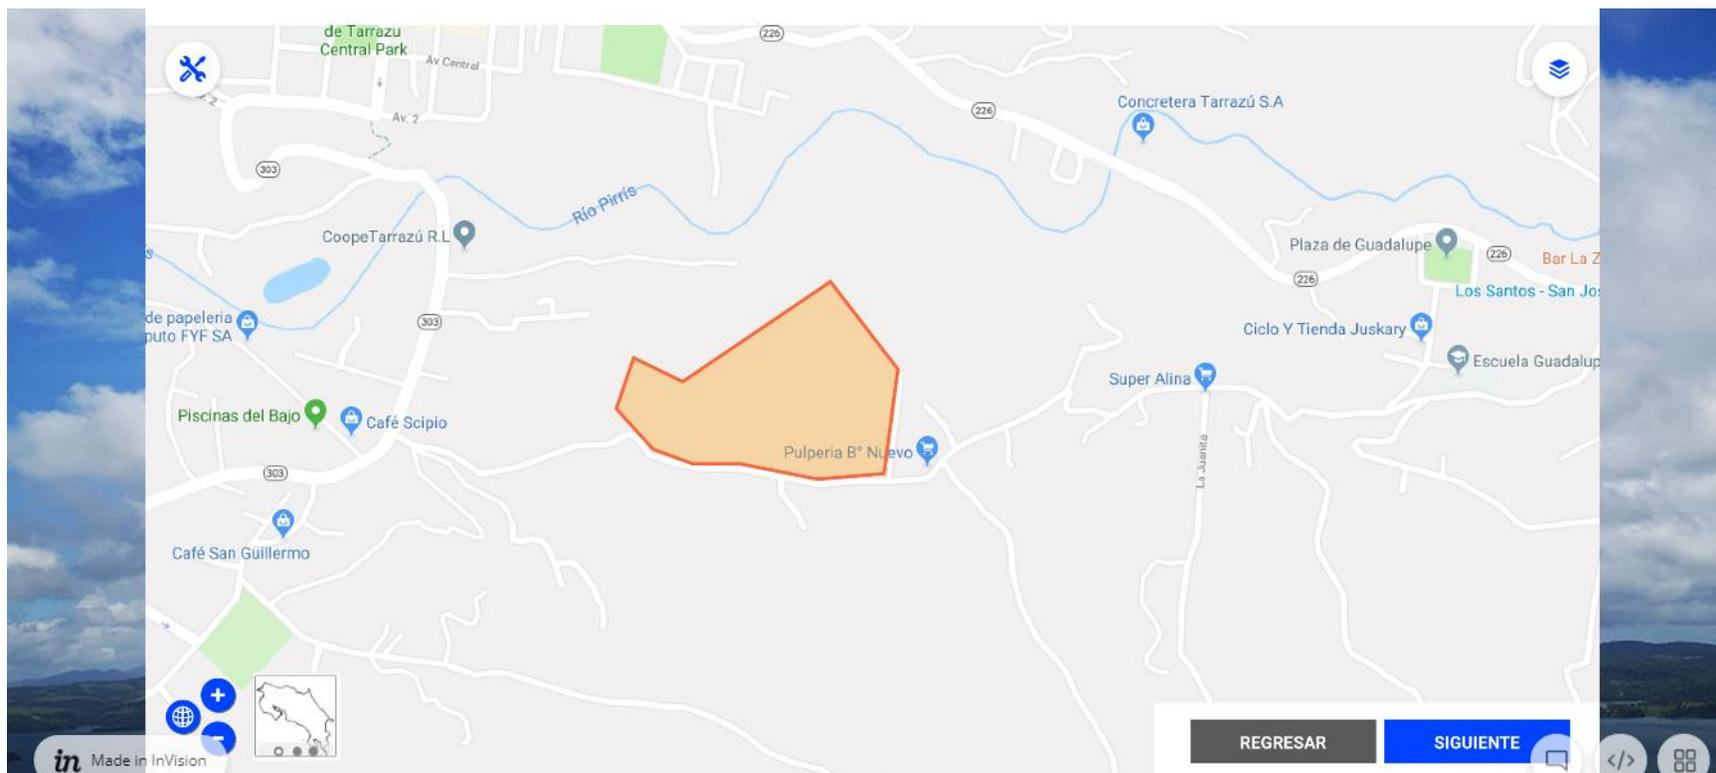 de Tarrazu
Central Park
Av Central
226
226
Concretera Tarrazú S.A
Av. 2
303
Río Pirrís
CoopeTarrazú R.L
Plaza de Guadalupe
226
Bar La Z
226
Los Santos - San Jos
de papeleria
puto FYF SA
303
Ciclo Y Tienda Juskary
Escuela Guadalup
Super Alina
Piscinas del Bajo
Café Scipio
Pulperia B° Nuevo
La Juanita
303
Café San Guillermo
REGRESAR
SIGUIENTE
in Made in InVision